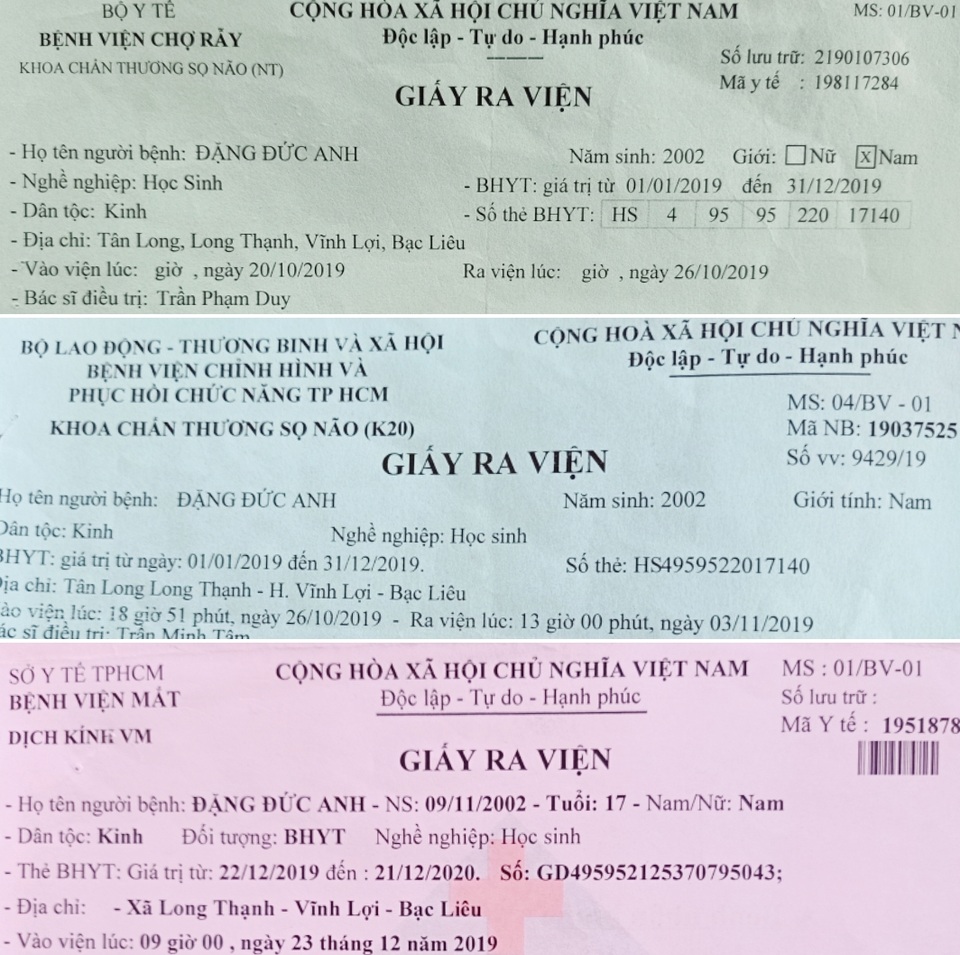 BỘ Y TẾ
BỆNH VIỆN CHỢ RẪY
KHOA CHẤN THƯƠNG SỌ NÃO (NT)
CỘNG HÒA XÃ HỘI CHỦ NGHĨA VIỆT NAM
Độc lập - Tự do - Hạnh phúc
MS: 01/BV-01
Số lưu trữ: 2190107306
Mã y tế : 198117284
GIẤY RA VIỆN
- Họ tên người bệnh: ĐẶNG ĐỨC ANH Năm sinh: 2002 Giới: Nữ X Nam
- Nghề nghiệp: Học Sinh - BHYT: giá trị từ 01/01/2019 đến 31/12/2019
- Dân tộc: Kinh - Số thẻ BHYT: HS 4 95 95 220 17140
- Địa chỉ: Tân Long, Long Thạnh, Vĩnh Lợi, Bạc Liêu
- Vào viện lúc: giờ , ngày 20/10/2019 Ra viện lúc: giờ , ngày 26/10/2019
- Bác sĩ điều trị: Trần Phạm Duy
BỘ LAO ĐỘNG - THƯƠNG BINH VÀ XÃ HỘI
BỆNH VIỆN CHỈNH HÌNH VÀ
PHỤC HỒI CHỨC NĂNG TP HCM
KHOA CHẤN THƯƠNG SỌ NÃO (K20)
CỘNG HOÀ XÃ HỘI CHỦ NGHĨA VIỆT N
Độc lập - Tự do - Hạnh phúc
MS: 04/BV - 01
Mã NB: 19037525
Số vv: 9429/19
GIẤY RA VIỆN
Họ tên người bệnh: ĐẶNG ĐỨC ANH Năm sinh: 2002 Giới tính: Nam
Dân tộc: Kinh Nghề nghiệp: Học sinh
BHYT: giá trị từ ngày: 01/01/2019 đến 31/12/2019. Số thẻ: HS4959522017140
Địa chỉ: Tân Long Long Thạnh - H. Vĩnh Lợi - Bạc Liêu
ào viện lúc: 18 giờ 51 phút, ngày 26/10/2019 - Ra viện lúc: 13 giờ 00 phút, ngày 03/11/2019
ác sĩ điều trị: Trần Minh Tâm
SỞ Y TẾ TPHCM
BỆNH VIỆN MẮT
DỊCH KÍNH VM
CỘNG HÒA XÃ HỘI CHỦ NGHĨA VIỆT NAM
Độc lập - Tự do - Hạnh phúc
MS : 01/BV-01
Số lưu trữ :
Mã Y tế : 1951878
GIẤY RA VIỆN
- Họ tên người bệnh: ĐẶNG ĐỨC ANH - NS: 09/11/2002 - Tuổi: 17 - Nam/Nữ: Nam
- Dân tộc: Kinh Đối tượng: BHYT Nghề nghiệp: Học sinh
- Thẻ BHYT: Giá trị từ: 22/12/2019 đến : 21/12/2020. Số: GD495952125370795043;
- Địa chỉ: - Xã Long Thạnh - Vĩnh Lợi - Bạc Liêu
- Vào viện lúc: 09 giờ 00 , ngày 23 tháng 12 năm 2019